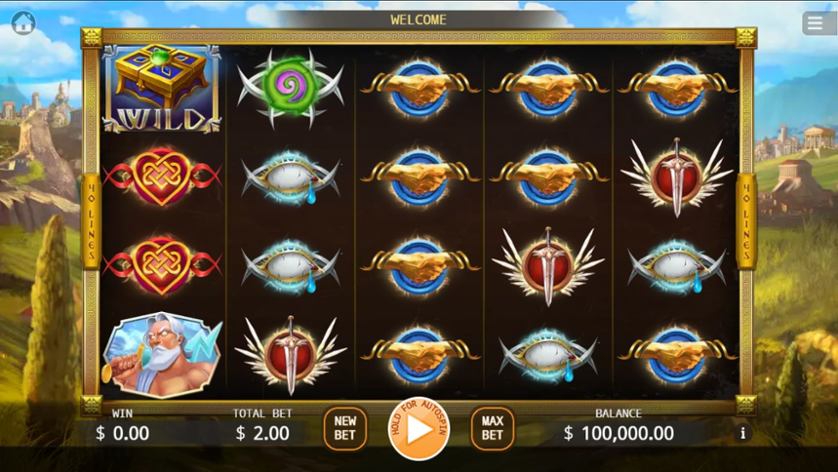 WELCOME
WILD
40 LINES
40 LINES
WIN
$ 0.00
TOTAL BET
$ 2.00
NEW
BET
HOLD FOR AUTOSPIN
MAX
BET
BALANCE
$ 100,000.00
i